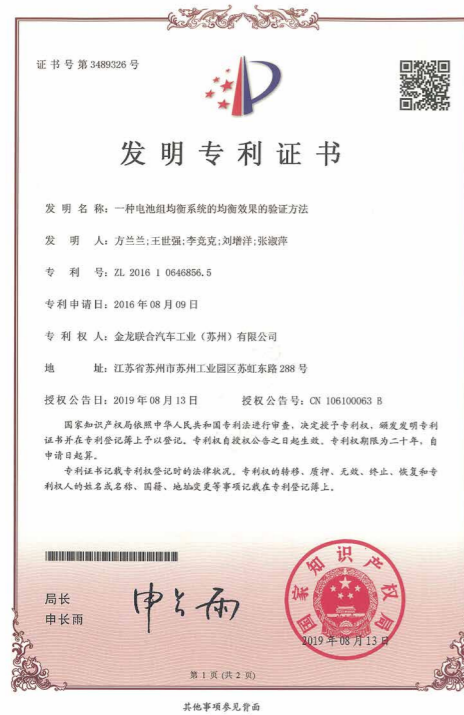 证书号第3489326号
发明专利证书
发明名称：一种电池组均衡系统的均衡效果的验证方法
发明人：方兰兰;王世强;李竞克;刘增洋;张淑萍
专利号：ZL 2016 1 0646856.5
专利申请日：2016年08月09日
专利权人：金龙联合汽车工业（苏州）有限公司
地址：江苏省苏州市苏州工业园区苏虹东路288号
授权公告日：2019年08月13日 授权公告号：CN 106100063 B
国家知识产权局依照中华人民共和国专利法进行审查，决定授予专利权，颁发发明专利
证书并在专利登记簿上予以登记。专利权自授权公告之日起生效。专利权期限为二十年，自
申请日起算。
专利证书记载专利权登记时的法律状况。专利权的转移、质押、无效、终止、恢复和专
利权人的姓名或名称、国籍、地址变更等事项记载在专利登记簿上。
局长
申长雨
申长雨
国家知识产权局
2019年08月13日
第 1 页 (共 2 页)
其他事项参见背面